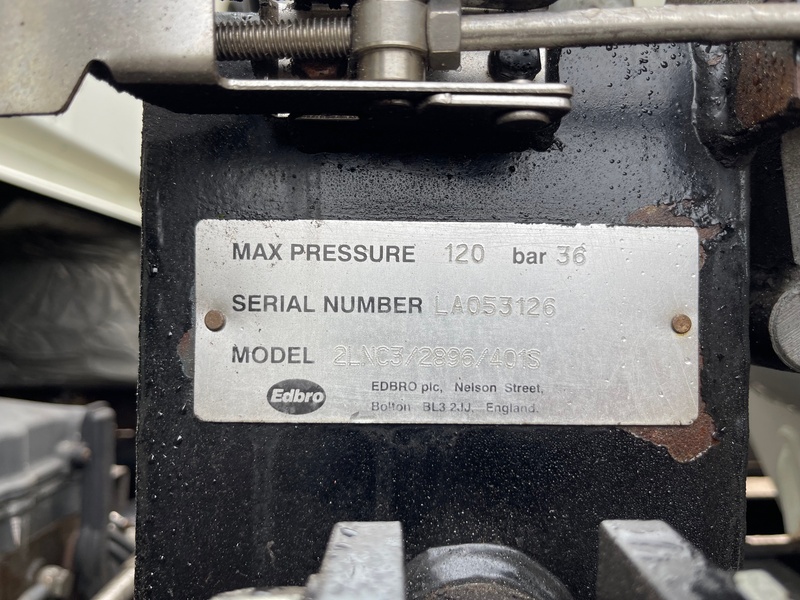 MAX PRESSURE 120 bar 36
SERIAL NUMBER LA053126
MODEL 2LNC3/2896/401S
Edbro
EDBRO plc, Nelson Street,
Bolton BL3 2JJ, England.